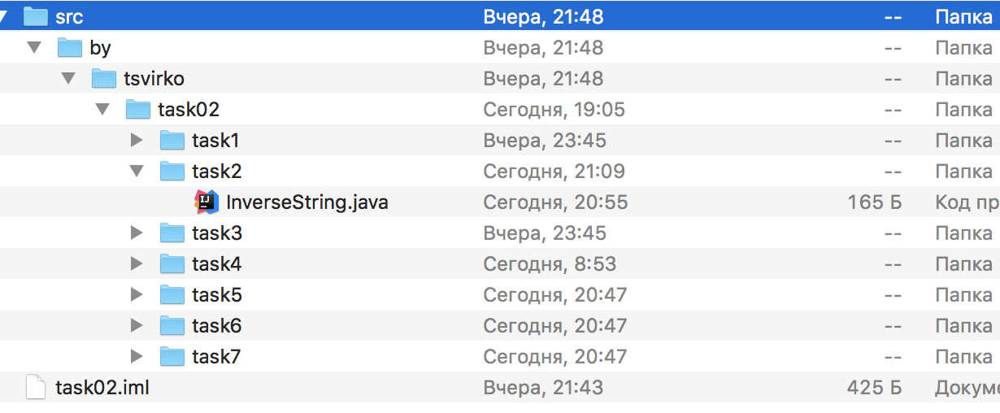 src Вчера, 21:48 -- Папка
by Вчера, 21:48 -- Папка
tsvirko Вчера, 21:48 -- Папка
task02 Сегодня, 19:05 -- Папка
task1 Вчера, 23:45 -- Папка
task2 Сегодня, 21:09 -- Папка
InverseString.java Сегодня, 20:55 165 Б Код пр
task3 Вчера, 23:45 -- Папка
task4 Сегодня, 8:53 -- Папка
task5 Сегодня, 20:47 -- Папка
task6 Сегодня, 20:47 -- Папка
task7 Сегодня, 20:47 -- Папка
task02.iml Вчера, 21:43 425 Б Докуме